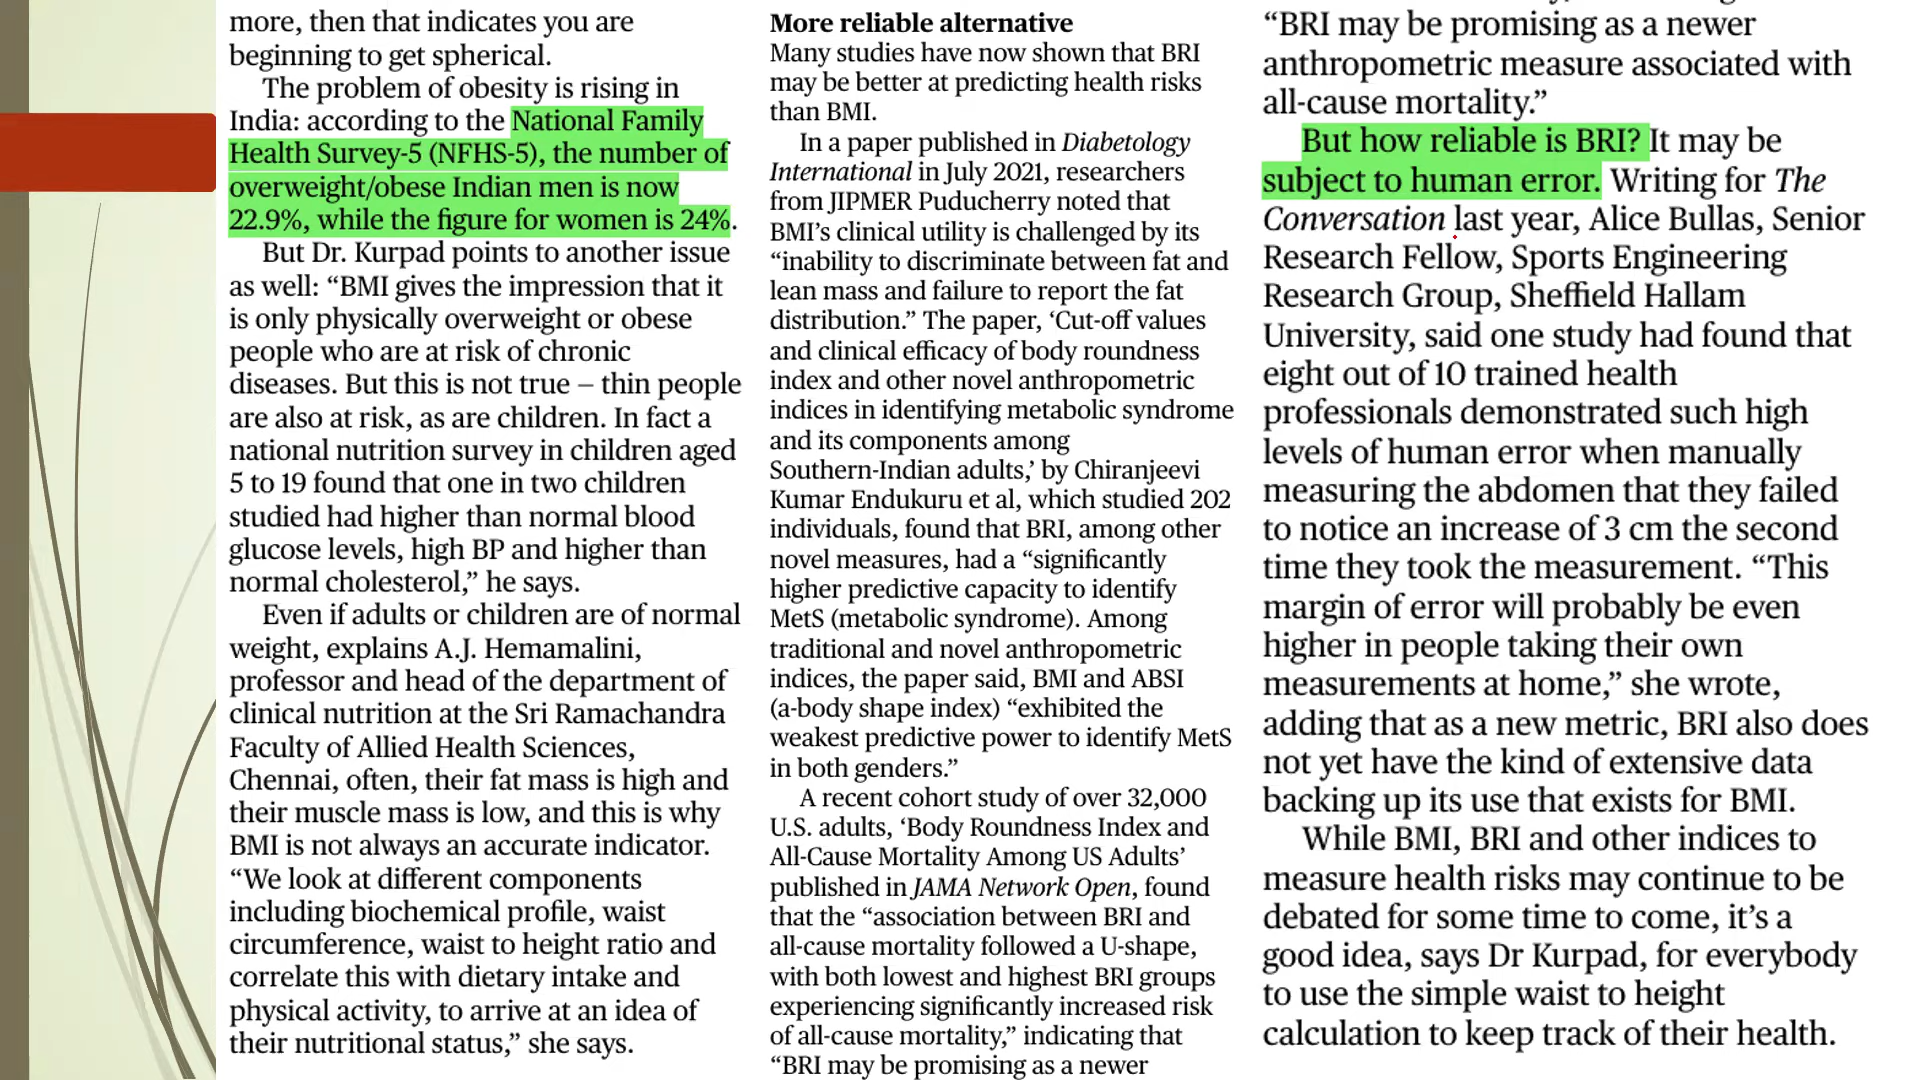 more, then that indicates you are
beginning to get spherical.
The problem of obesity is rising in
India: according to the National Family
Health Survey-5 (NFHS-5), the number of
overweight/obese Indian men is now
22.9%, while the figure for women is 24%.
But Dr. Kurpad points to another issue
as well: “BMI gives the impression that it
is only physically overweight or obese
people who are at risk of chronic
diseases. But this is not true – thin people
are also at risk, as are children. In fact a
national nutrition survey in children aged
5 to 19 found that one in two children
studied had higher than normal blood
glucose levels, high BP and higher than
normal cholesterol,” he says.
Even if adults or children are of normal
weight, explains A.J. Hemamalini,
professor and head of the department of
clinical nutrition at the Sri Ramachandra
Faculty of Allied Health Sciences,
Chennai, often, their fat mass is high and
their muscle mass is low, and this is why
BMI is not always an accurate indicator.
“We look at different components
including biochemical profile, waist
circumference, waist to height ratio and
correlate this with dietary intake and
physical activity, to arrive at an idea of
their nutritional status,” she says.
More reliable alternative
Many studies have now shown that BRI
may be better at predicting health risks
than BMI.
In a paper published in Diabetology
International in July 2021, researchers
from JIPMER Puducherry noted that
BMI’s clinical utility is challenged by its
“inability to discriminate between fat and
lean mass and failure to report the fat
distribution.” The paper, ‘Cut-off values
and clinical efficacy of body roundness
index and other novel anthropometric
indices in identifying metabolic syndrome
and its components among
Southern-Indian adults,’ by Chiranjeevi
Kumar Endukuru et al, which studied 202
individuals, found that BRI, among other
novel measures, had a “significantly
higher predictive capacity to identify
MetS (metabolic syndrome). Among
traditional and novel anthropometric
indices, the paper said, BMI and ABSI
(a-body shape index) “exhibited the
weakest predictive power to identify MetS
in both genders.”
A recent cohort study of over 32,000
U.S. adults, ‘Body Roundness Index and
All-Cause Mortality Among US Adults’
published in JAMA Network Open, found
that the “association between BRI and
all-cause mortality followed a U-shape,
with both lowest and highest BRI groups
experiencing significantly increased risk
of all-cause mortality,” indicating that
“BRI may be promising as a newer
“BRI may be promising as a newer
anthropometric measure associated with
all-cause mortality.”
But how reliable is BRI? It may be
subject to human error. Writing for The
Conversation last year, Alice Bullas, Senior
Research Fellow, Sports Engineering
Research Group, Sheffield Hallam
University, said one study had found that
eight out of 10 trained health
professionals demonstrated such high
levels of human error when manually
measuring the abdomen that they failed
to notice an increase of 3 cm the second
time they took the measurement. “This
margin of error will probably be even
higher in people taking their own
measurements at home,” she wrote,
adding that as a new metric, BRI also does
not yet have the kind of extensive data
backing up its use that exists for BMI.
While BMI, BRI and other indices to
measure health risks may continue to be
debated for some time to come, it’s a
good idea, says Dr Kurpad, for everybody
to use the simple waist to height
calculation to keep track of their health.